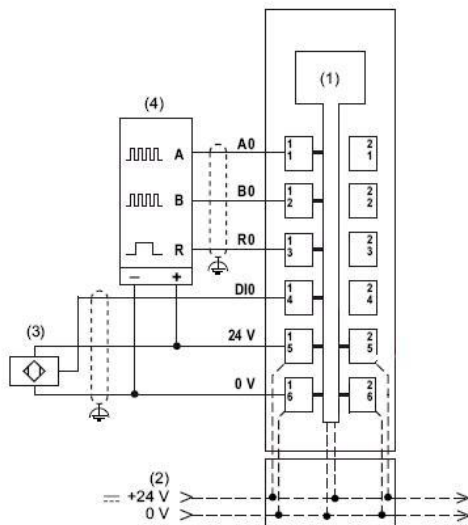 (1)
(4)
A A0 1 1 2 1
B B0 1 2 2 2
R R0 1 3 2 3
− + DI0 1 4 2 4
(3)
24 V 1 5 2 5
0 V 1 6 2 6
(2)
+24 V
0 V